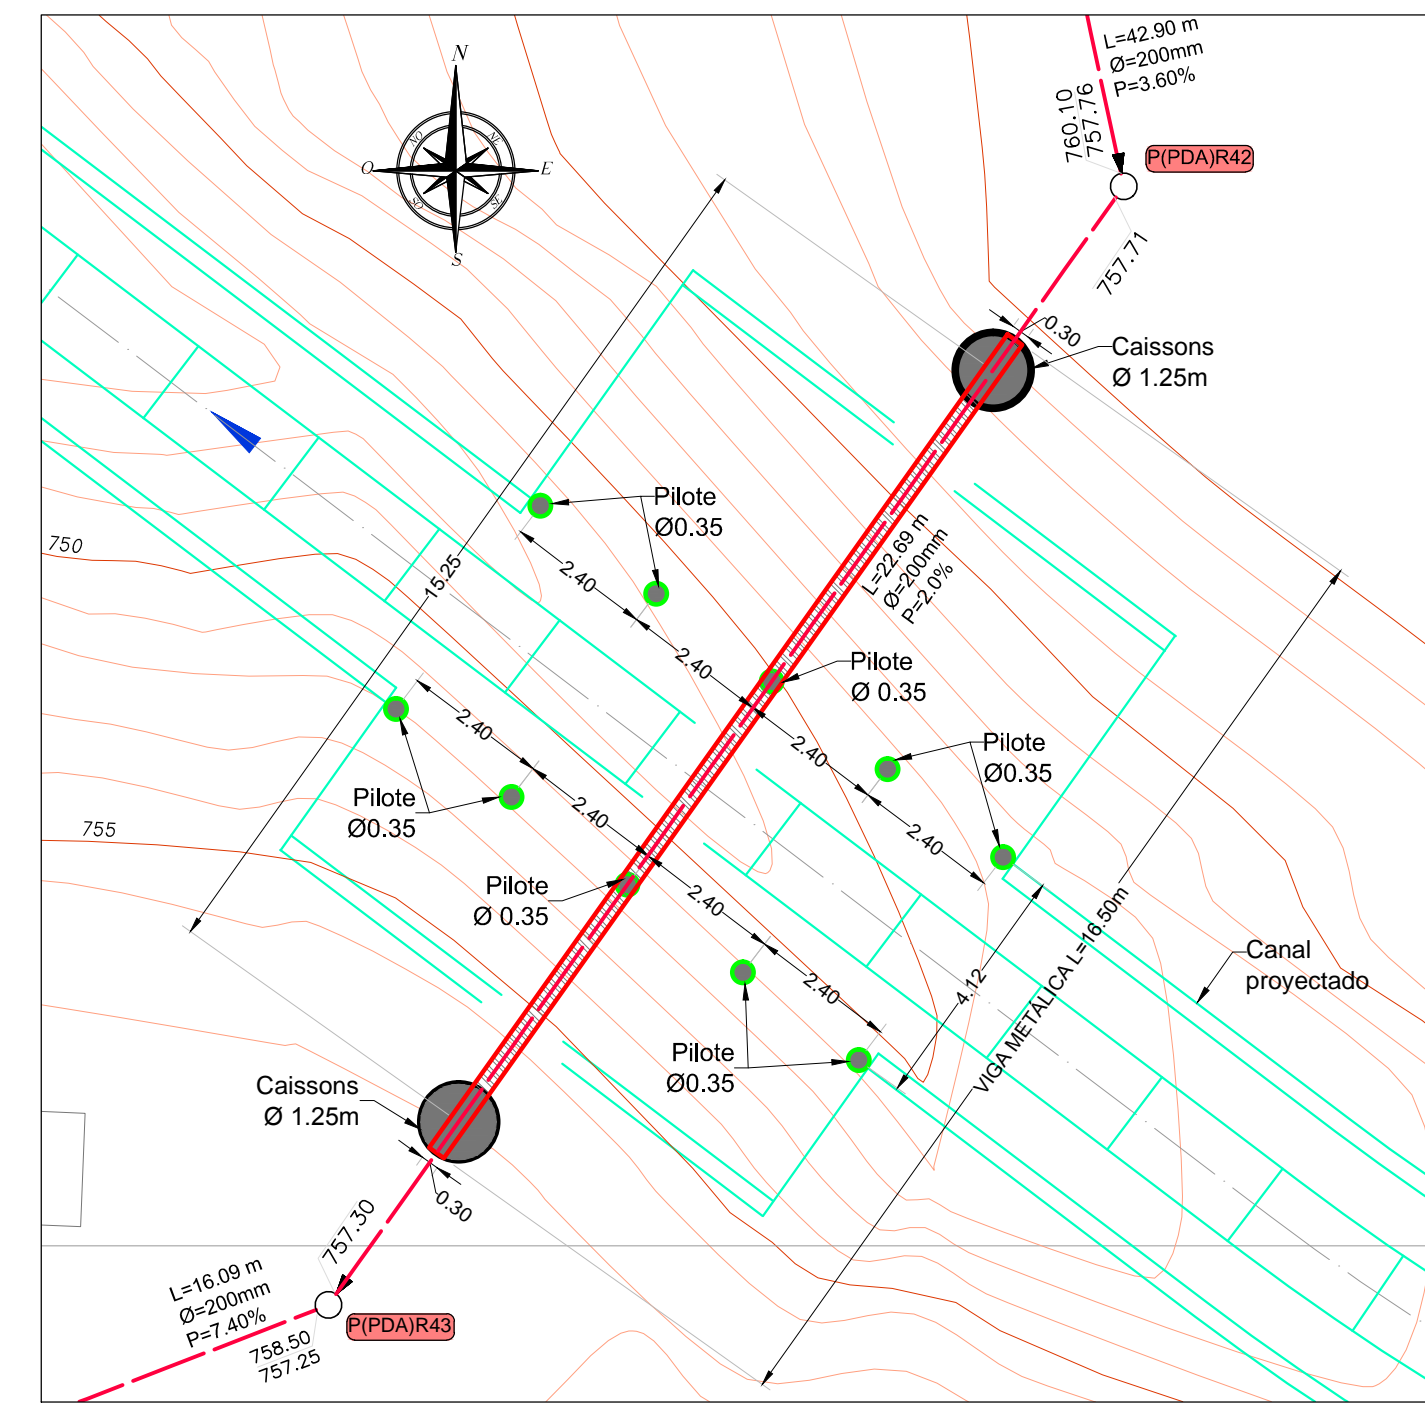 L=42.90 m
Ø=200mm
P=3.60%
760.10
757.76
P(PDA)R42
757.71
N
NO
NE
O
E
SO
SE
S
0.30
Caissons
Ø 1.25m
Pilote
Ø0.35
750
15.25
2.40
L=22.69 m
Ø=200mm
P=2.0%
2.40
Pilote
Ø 0.35
2.40
2.40
Pilote
Ø0.35
Pilote
Ø0.35
2.40
755
2.40
Pilote
Ø 0.35
2.40
4.12
VIGA METÁLICA L=16.50m
Canal
proyectado
2.40
Pilote
Ø0.35
Caissons
Ø 1.25m
0.30
757.30
L=16.09 m
Ø=200mm
P=7.40%
758.50
757.25
P(PDA)R43